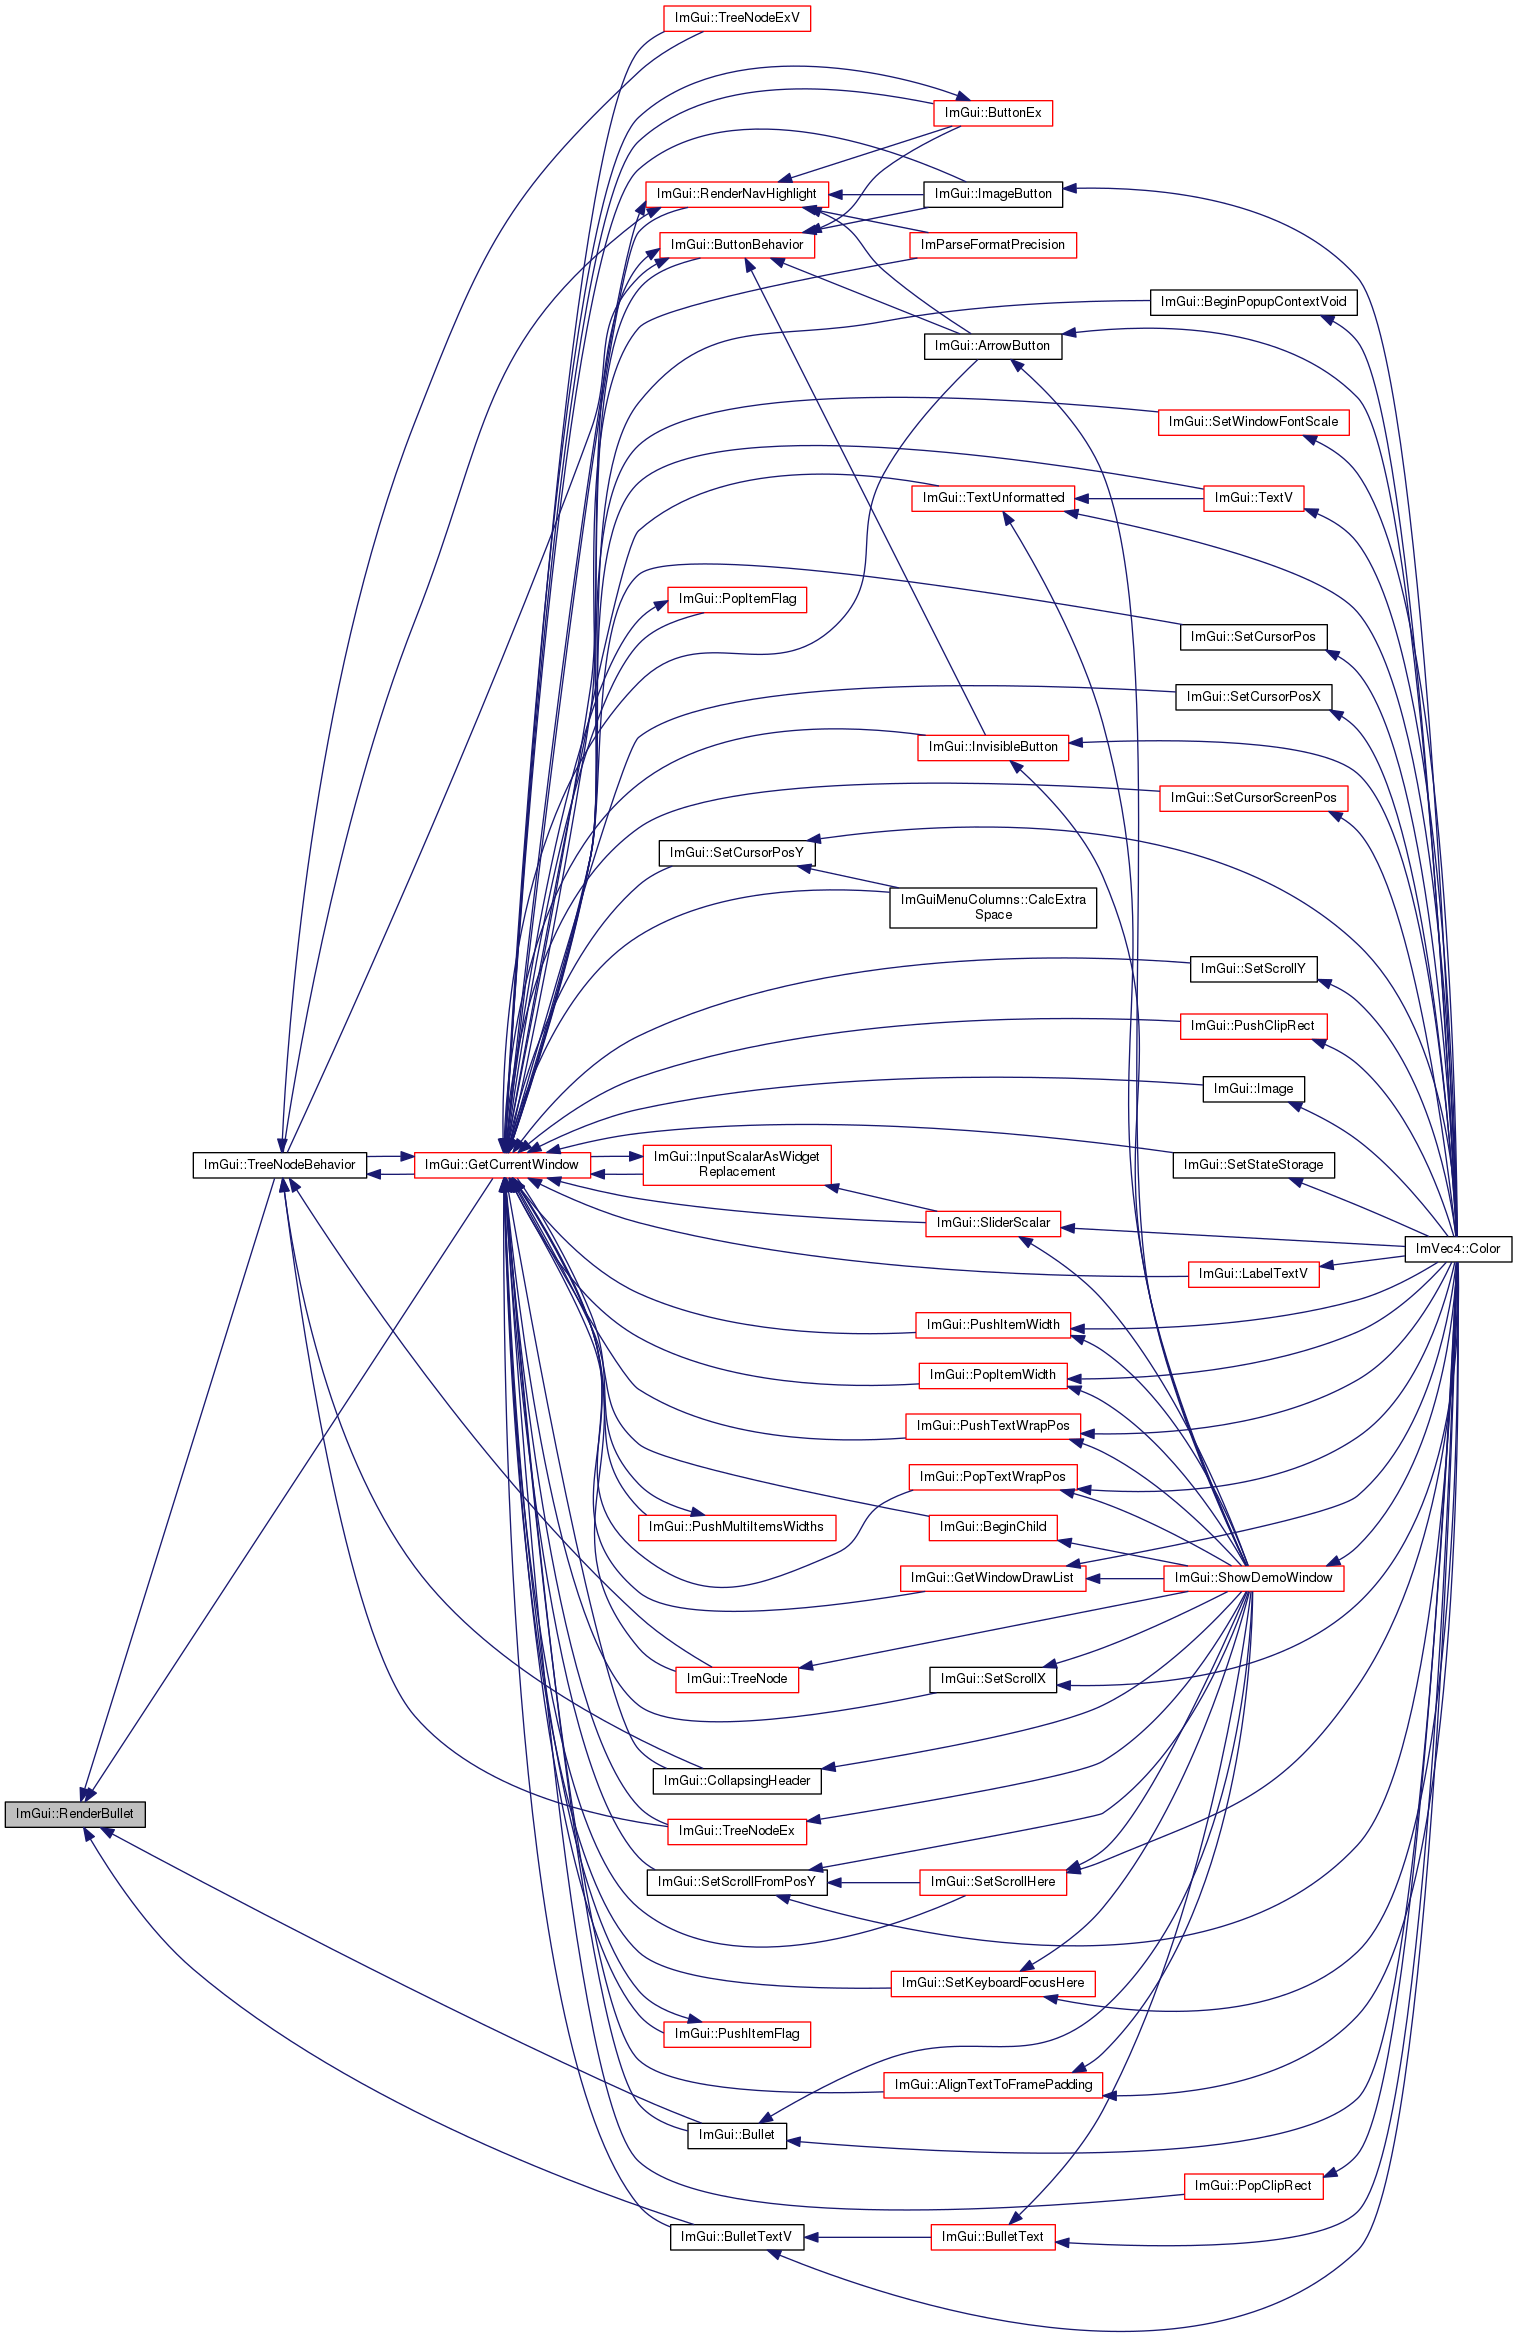 ImGui::TreeNodeExV
ImGui::ButtonEx
ImGui::RenderNavHighlight
ImGui::ImageButton
ImGui::ButtonBehavior
ImParseFormatPrecision
ImGui::BeginPopupContextVoid
ImGui::ArrowButton
ImGui::SetWindowFontScale
ImGui::TextUnformatted
ImGui::TextV
ImGui::PopItemFlag
ImGui::SetCursorPos
ImGui::SetCursorPosX
ImGui::InvisibleButton
ImGui::SetCursorScreenPos
ImGui::SetCursorPosY
ImGuiMenuColumns::CalcExtra
Space
ImGui::SetScrollY
ImGui::PushClipRect
ImGui::Image
ImGui::TreeNodeBehavior
ImGui::GetCurrentWindow
ImGui::InputScalarAsWidget
Replacement
ImGui::SetStateStorage
ImGui::SliderScalar
ImVec4::Color
ImGui::LabelTextV
ImGui::PushItemWidth
ImGui::PopItemWidth
ImGui::PushTextWrapPos
ImGui::PopTextWrapPos
ImGui::PushMultiItemsWidths
ImGui::BeginChild
ImGui::GetWindowDrawList
ImGui::ShowDemoWindow
ImGui::TreeNode
ImGui::SetScrollX
ImGui::CollapsingHeader
ImGui::RenderBullet
ImGui::TreeNodeEx
ImGui::SetScrollFromPosY
ImGui::SetScrollHere
ImGui::SetKeyboardFocusHere
ImGui::PushItemFlag
ImGui::AlignTextToFramePadding
ImGui::Bullet
ImGui::PopClipRect
ImGui::BulletTextV
ImGui::BulletText